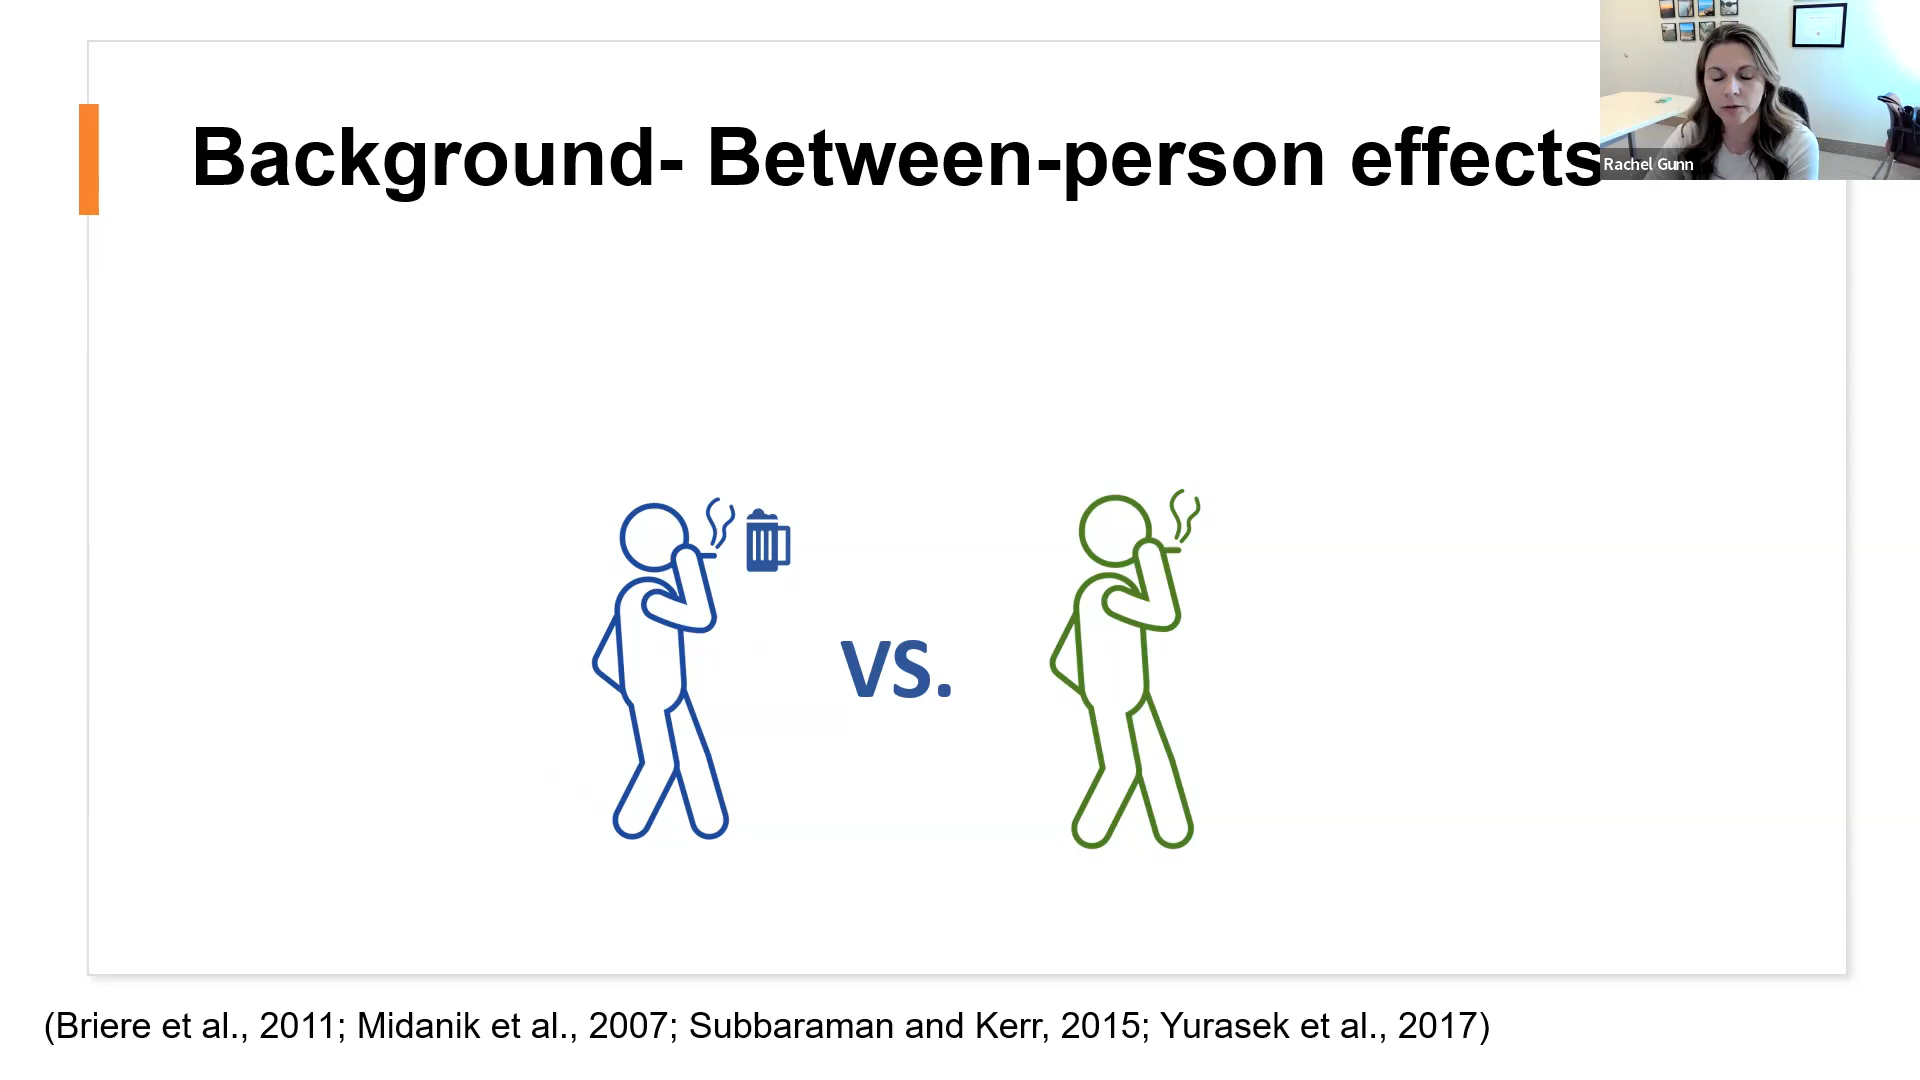 Background- Between-person effects
Rachel Gunn
VS.
(Briere et al., 2011; Midanik et al., 2007; Subbaraman and Kerr, 2015; Yurasek et al., 2017)